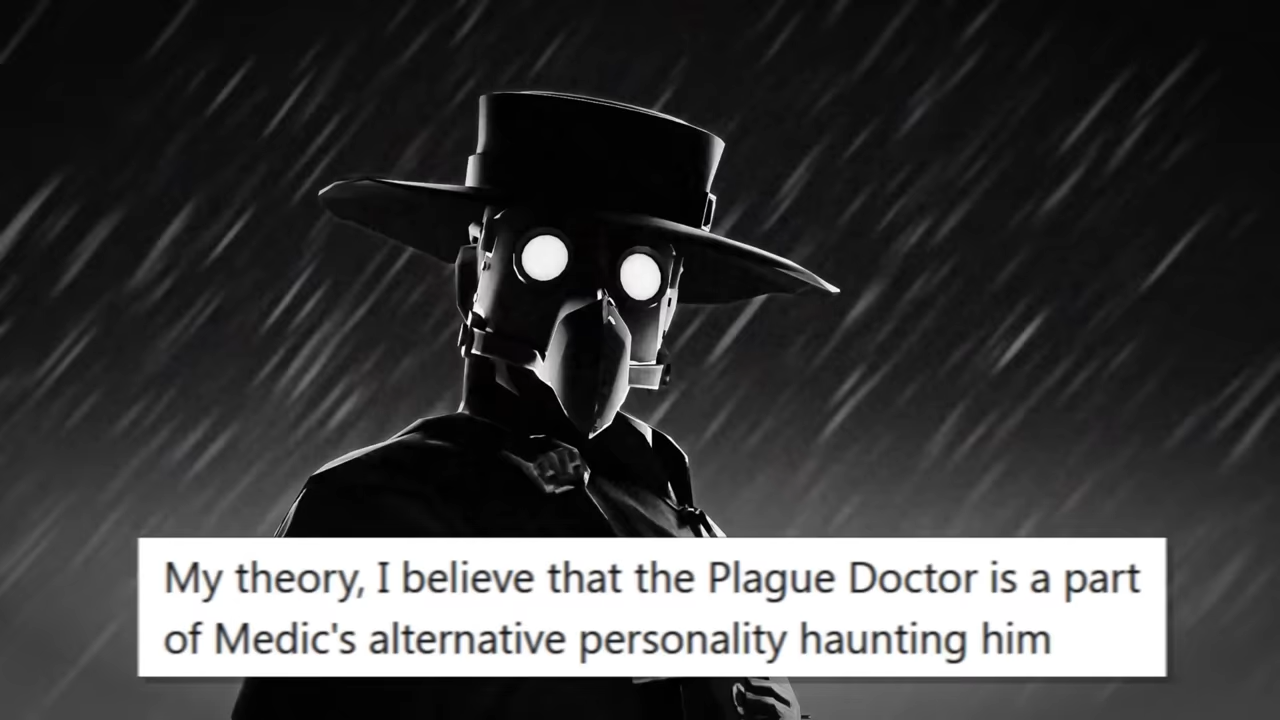 My theory, I believe that the Plague Doctor is a part
of Medic's alternative personality haunting him